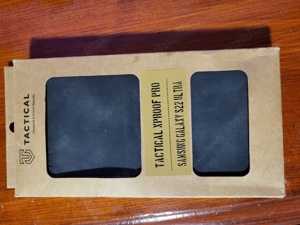 TACTICAL
TACTICAL XPROOF PRO
SAMSUNG GALAXY S22 ULTRA